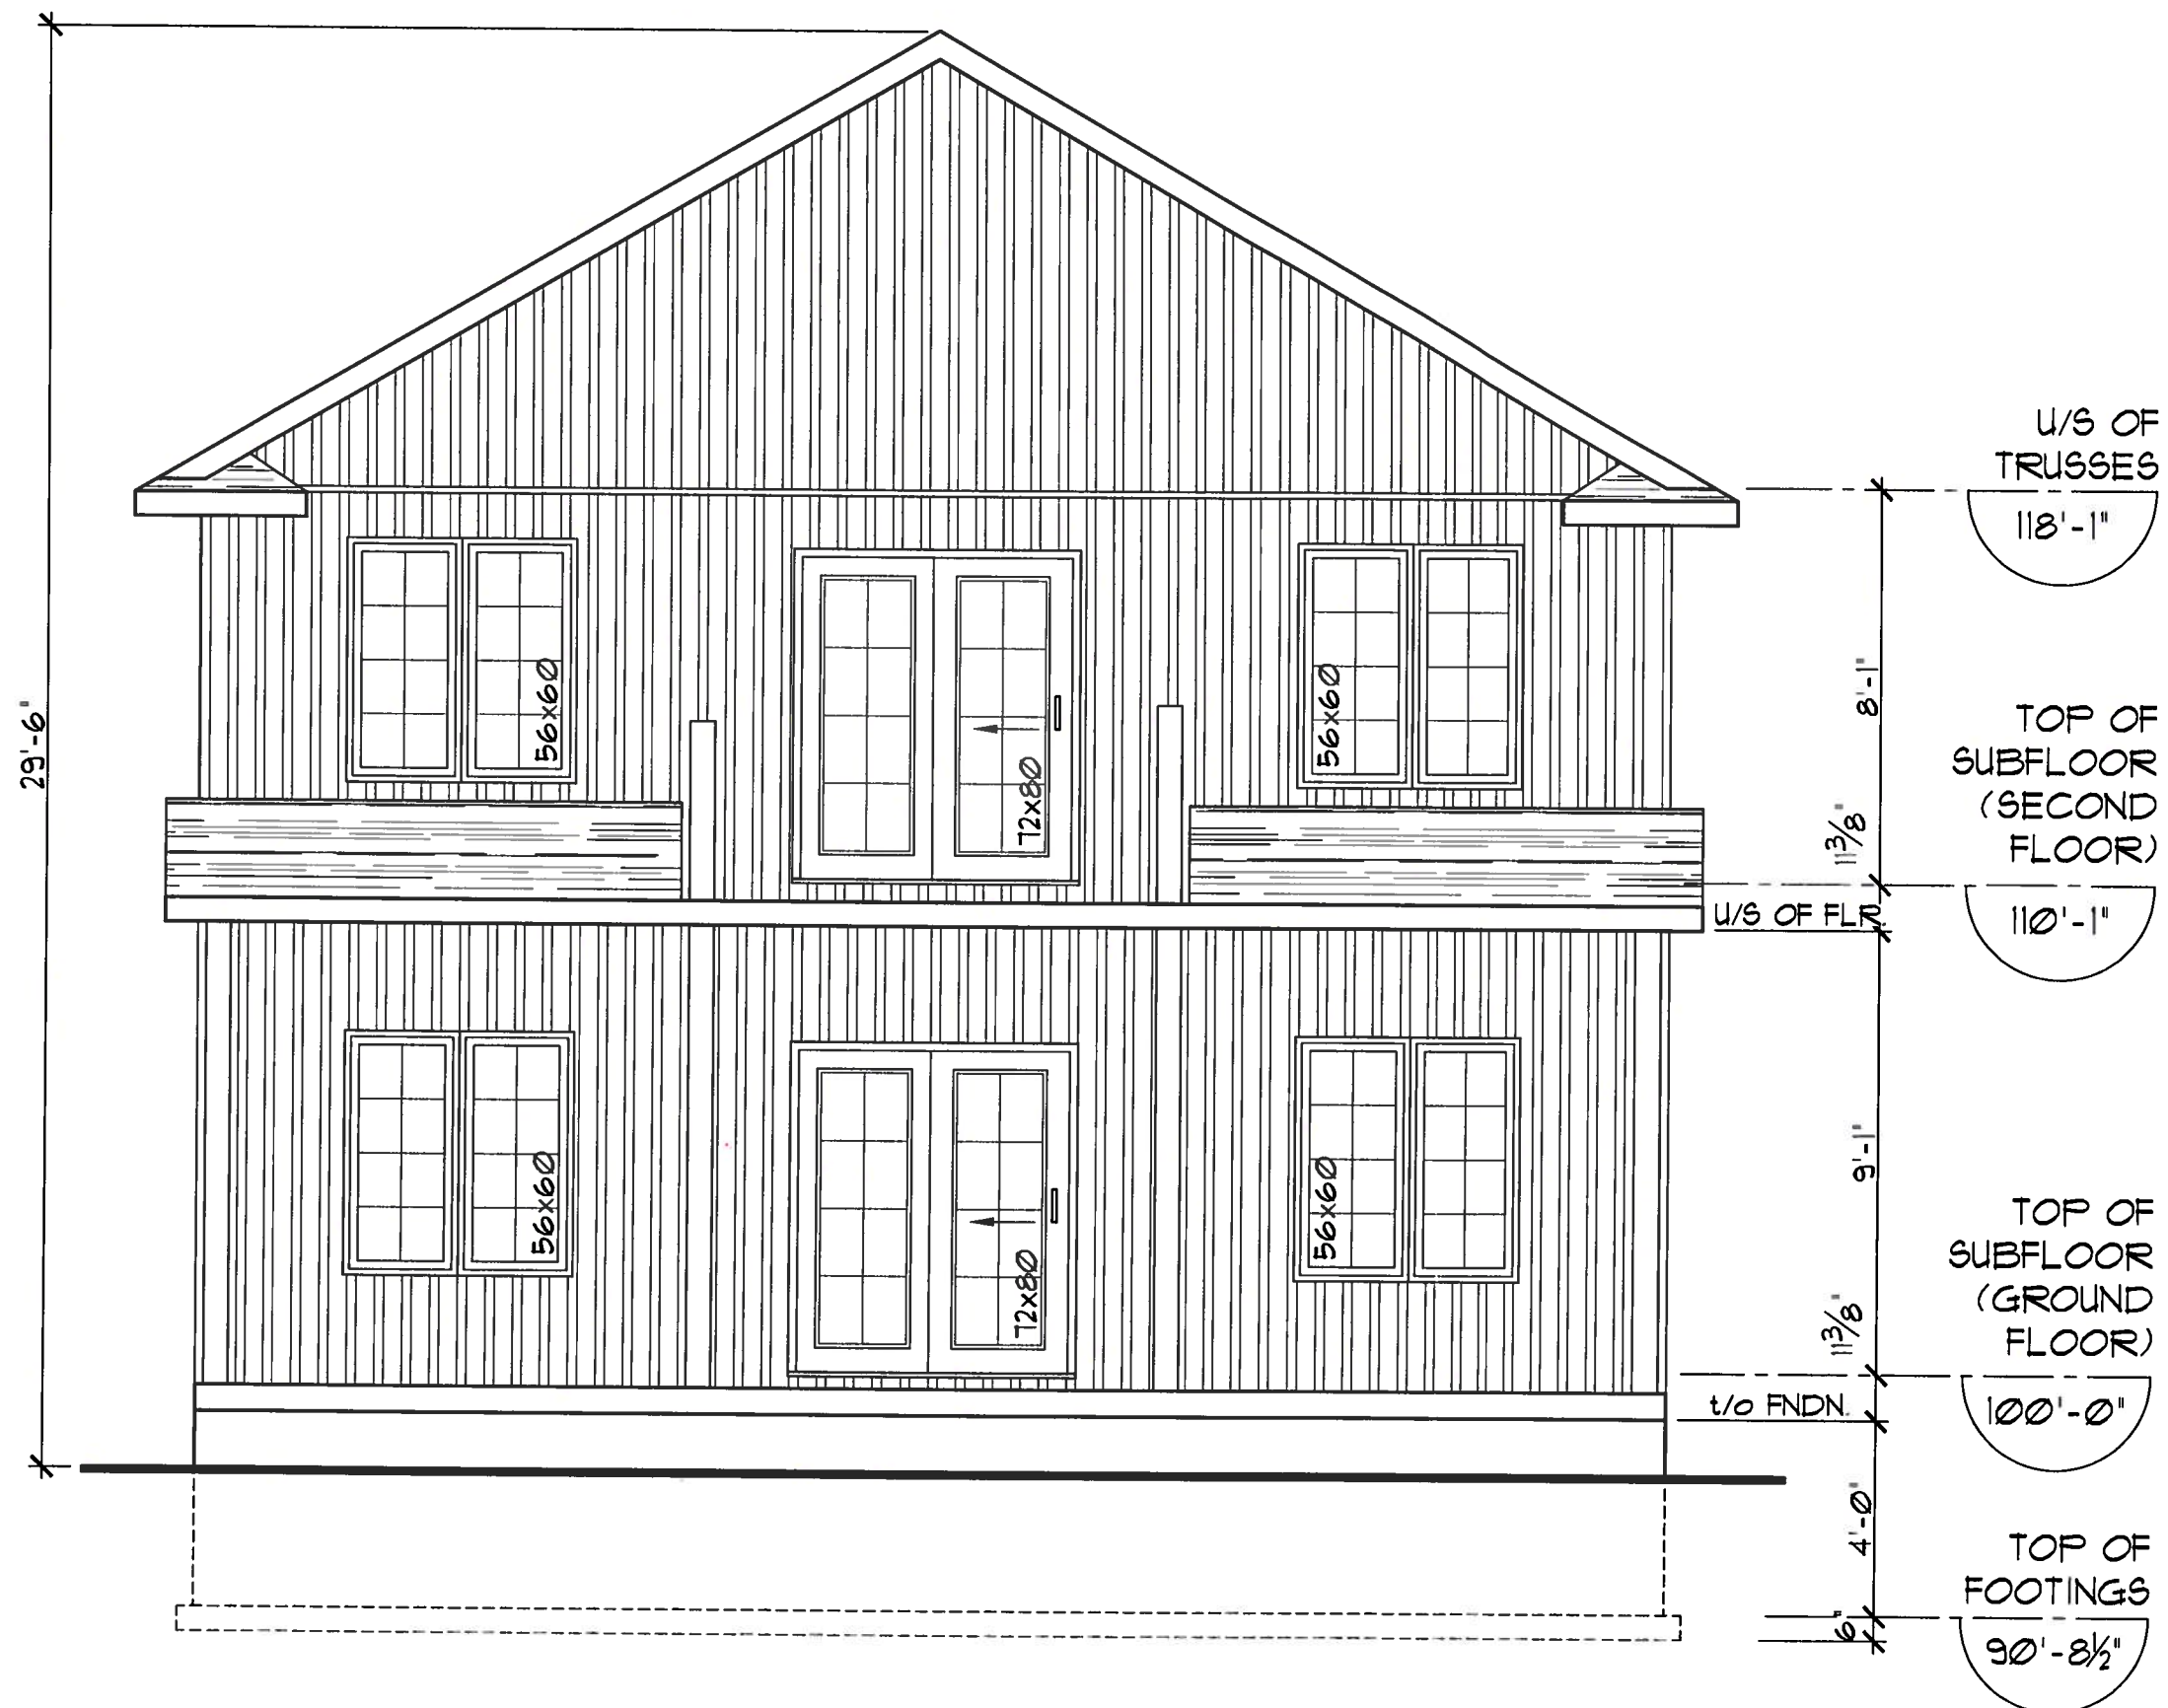 29'-6"
U/S OF
TRUSSES
118'-1"
8'-1"
56x60
72x80
56x60
TOP OF
SUBFLOOR
(SECOND
FLOOR)
11 3/8"
U/S OF FLR
110'-1"
9'-1"
56x60
72x80
56x60
TOP OF
SUBFLOOR
(GROUND
FLOOR)
11 3/8"
t/o FNDN.
100'-0"
4'-0"
TOP OF
FOOTINGS
6"
90'-8 1/2"